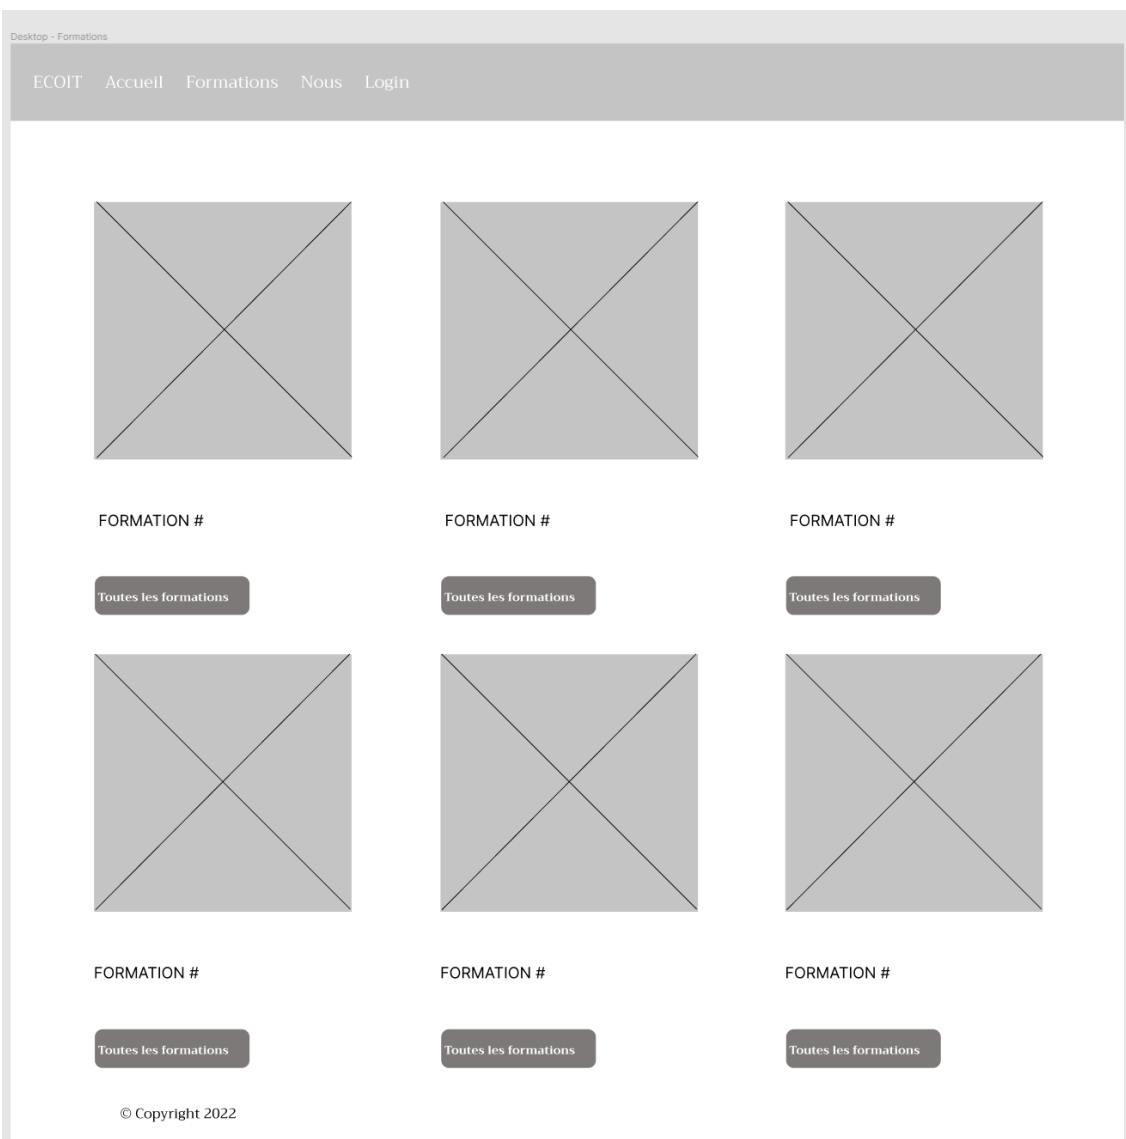 Desktop - Formations
ECOIT Accueil Formations Nous Login
FORMATION # FORMATION # FORMATION #
Toutes les formations Toutes les formations Toutes les formations
FORMATION # FORMATION # FORMATION #
Toutes les formations Toutes les formations Toutes les formations
© Copyright 2022